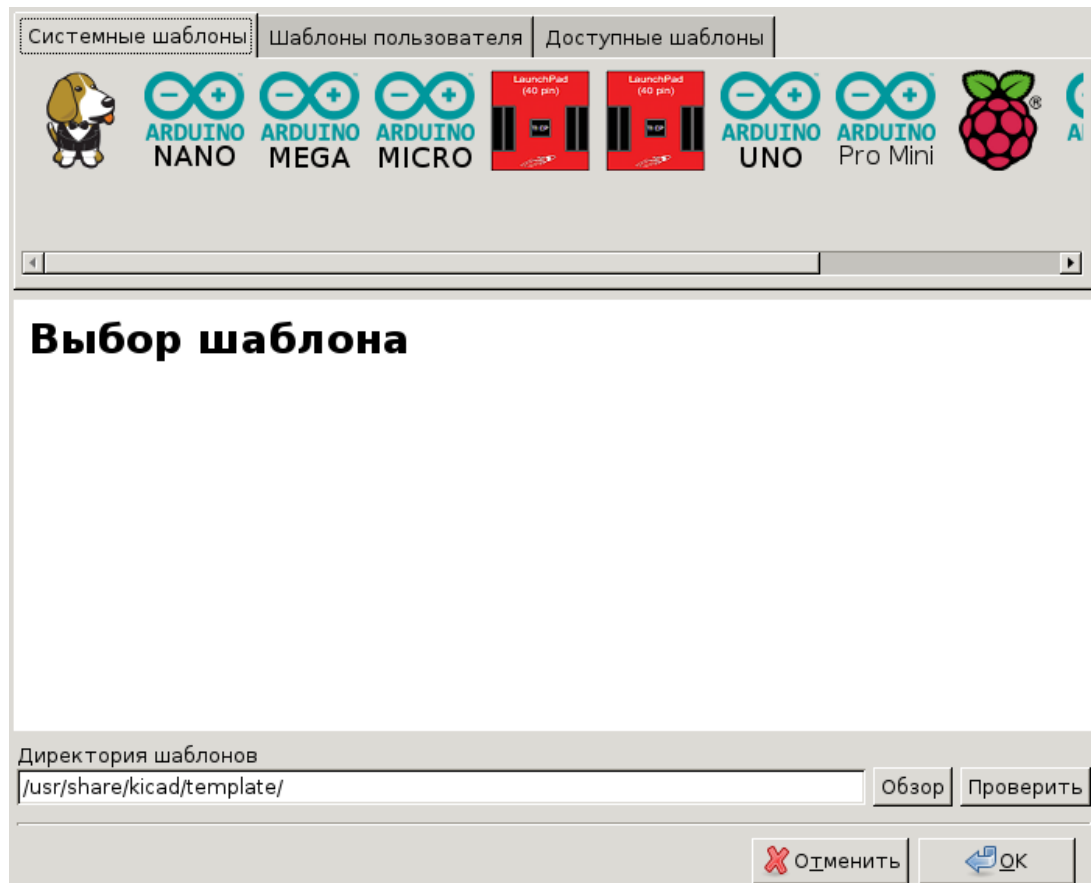 Системные шаблоны Шаблоны пользователя Доступные шаблоны
LaunchPad LaunchPad
(40 pin) (40 pin)
ARDUINO ARDUINO ARDUINO ARDUINO ARDUINO
NANO MEGA MICRO UNO Pro Mini
Выбор шаблона
Директория шаблонов
/usr/share/kicad/template/ Обзор Проверить
Отменить OK